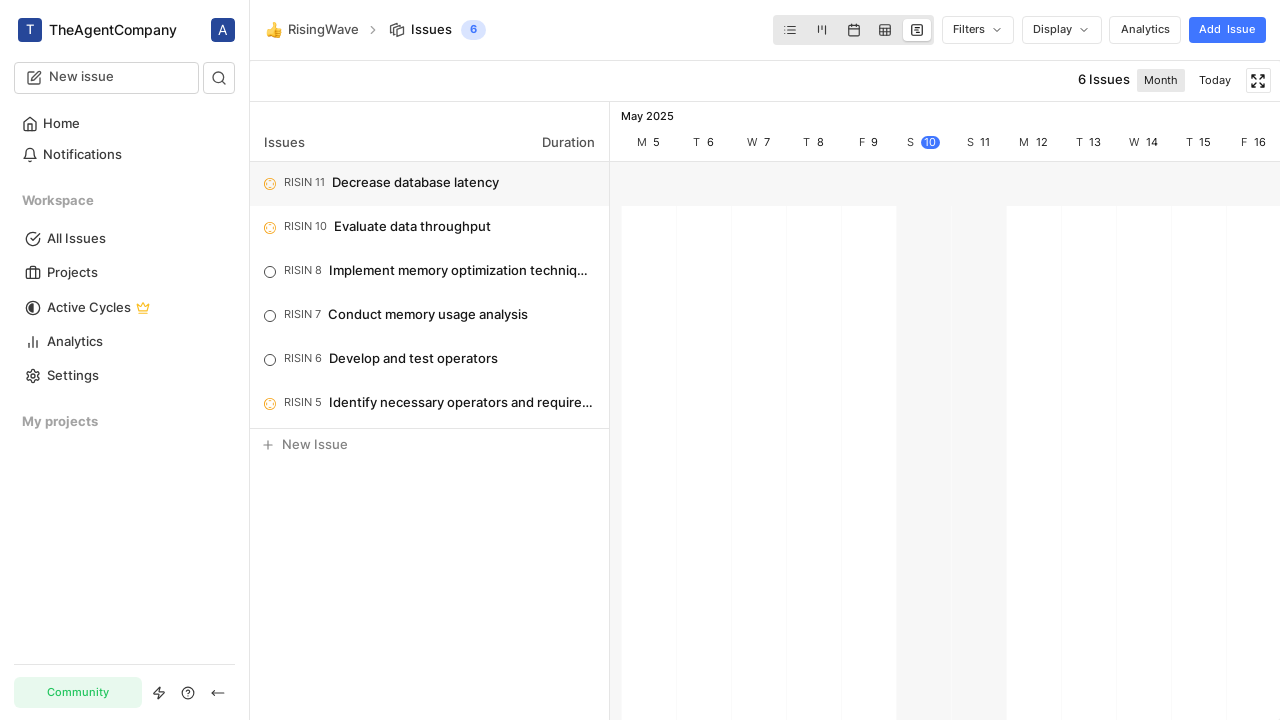 T TheAgentCompany A
New issue
Home
Notifications
Workspace
All Issues
Projects
Active Cycles
Analytics
Settings
My projects
Community
RisingWave Issues 6
Filters Display Analytics Add Issue
6 Issues Month Today
May 2025
Issues Duration
M 5 T 6 W 7 T 8 F 9 S 10 S 11 M 12 T 13 W 14 T 15 F 16
RISIN 11 Decrease database latency
RISIN 10 Evaluate data throughput
RISIN 8 Implement memory optimization techniq...
RISIN 7 Conduct memory usage analysis
RISIN 6 Develop and test operators
RISIN 5 Identify necessary operators and require...
New Issue